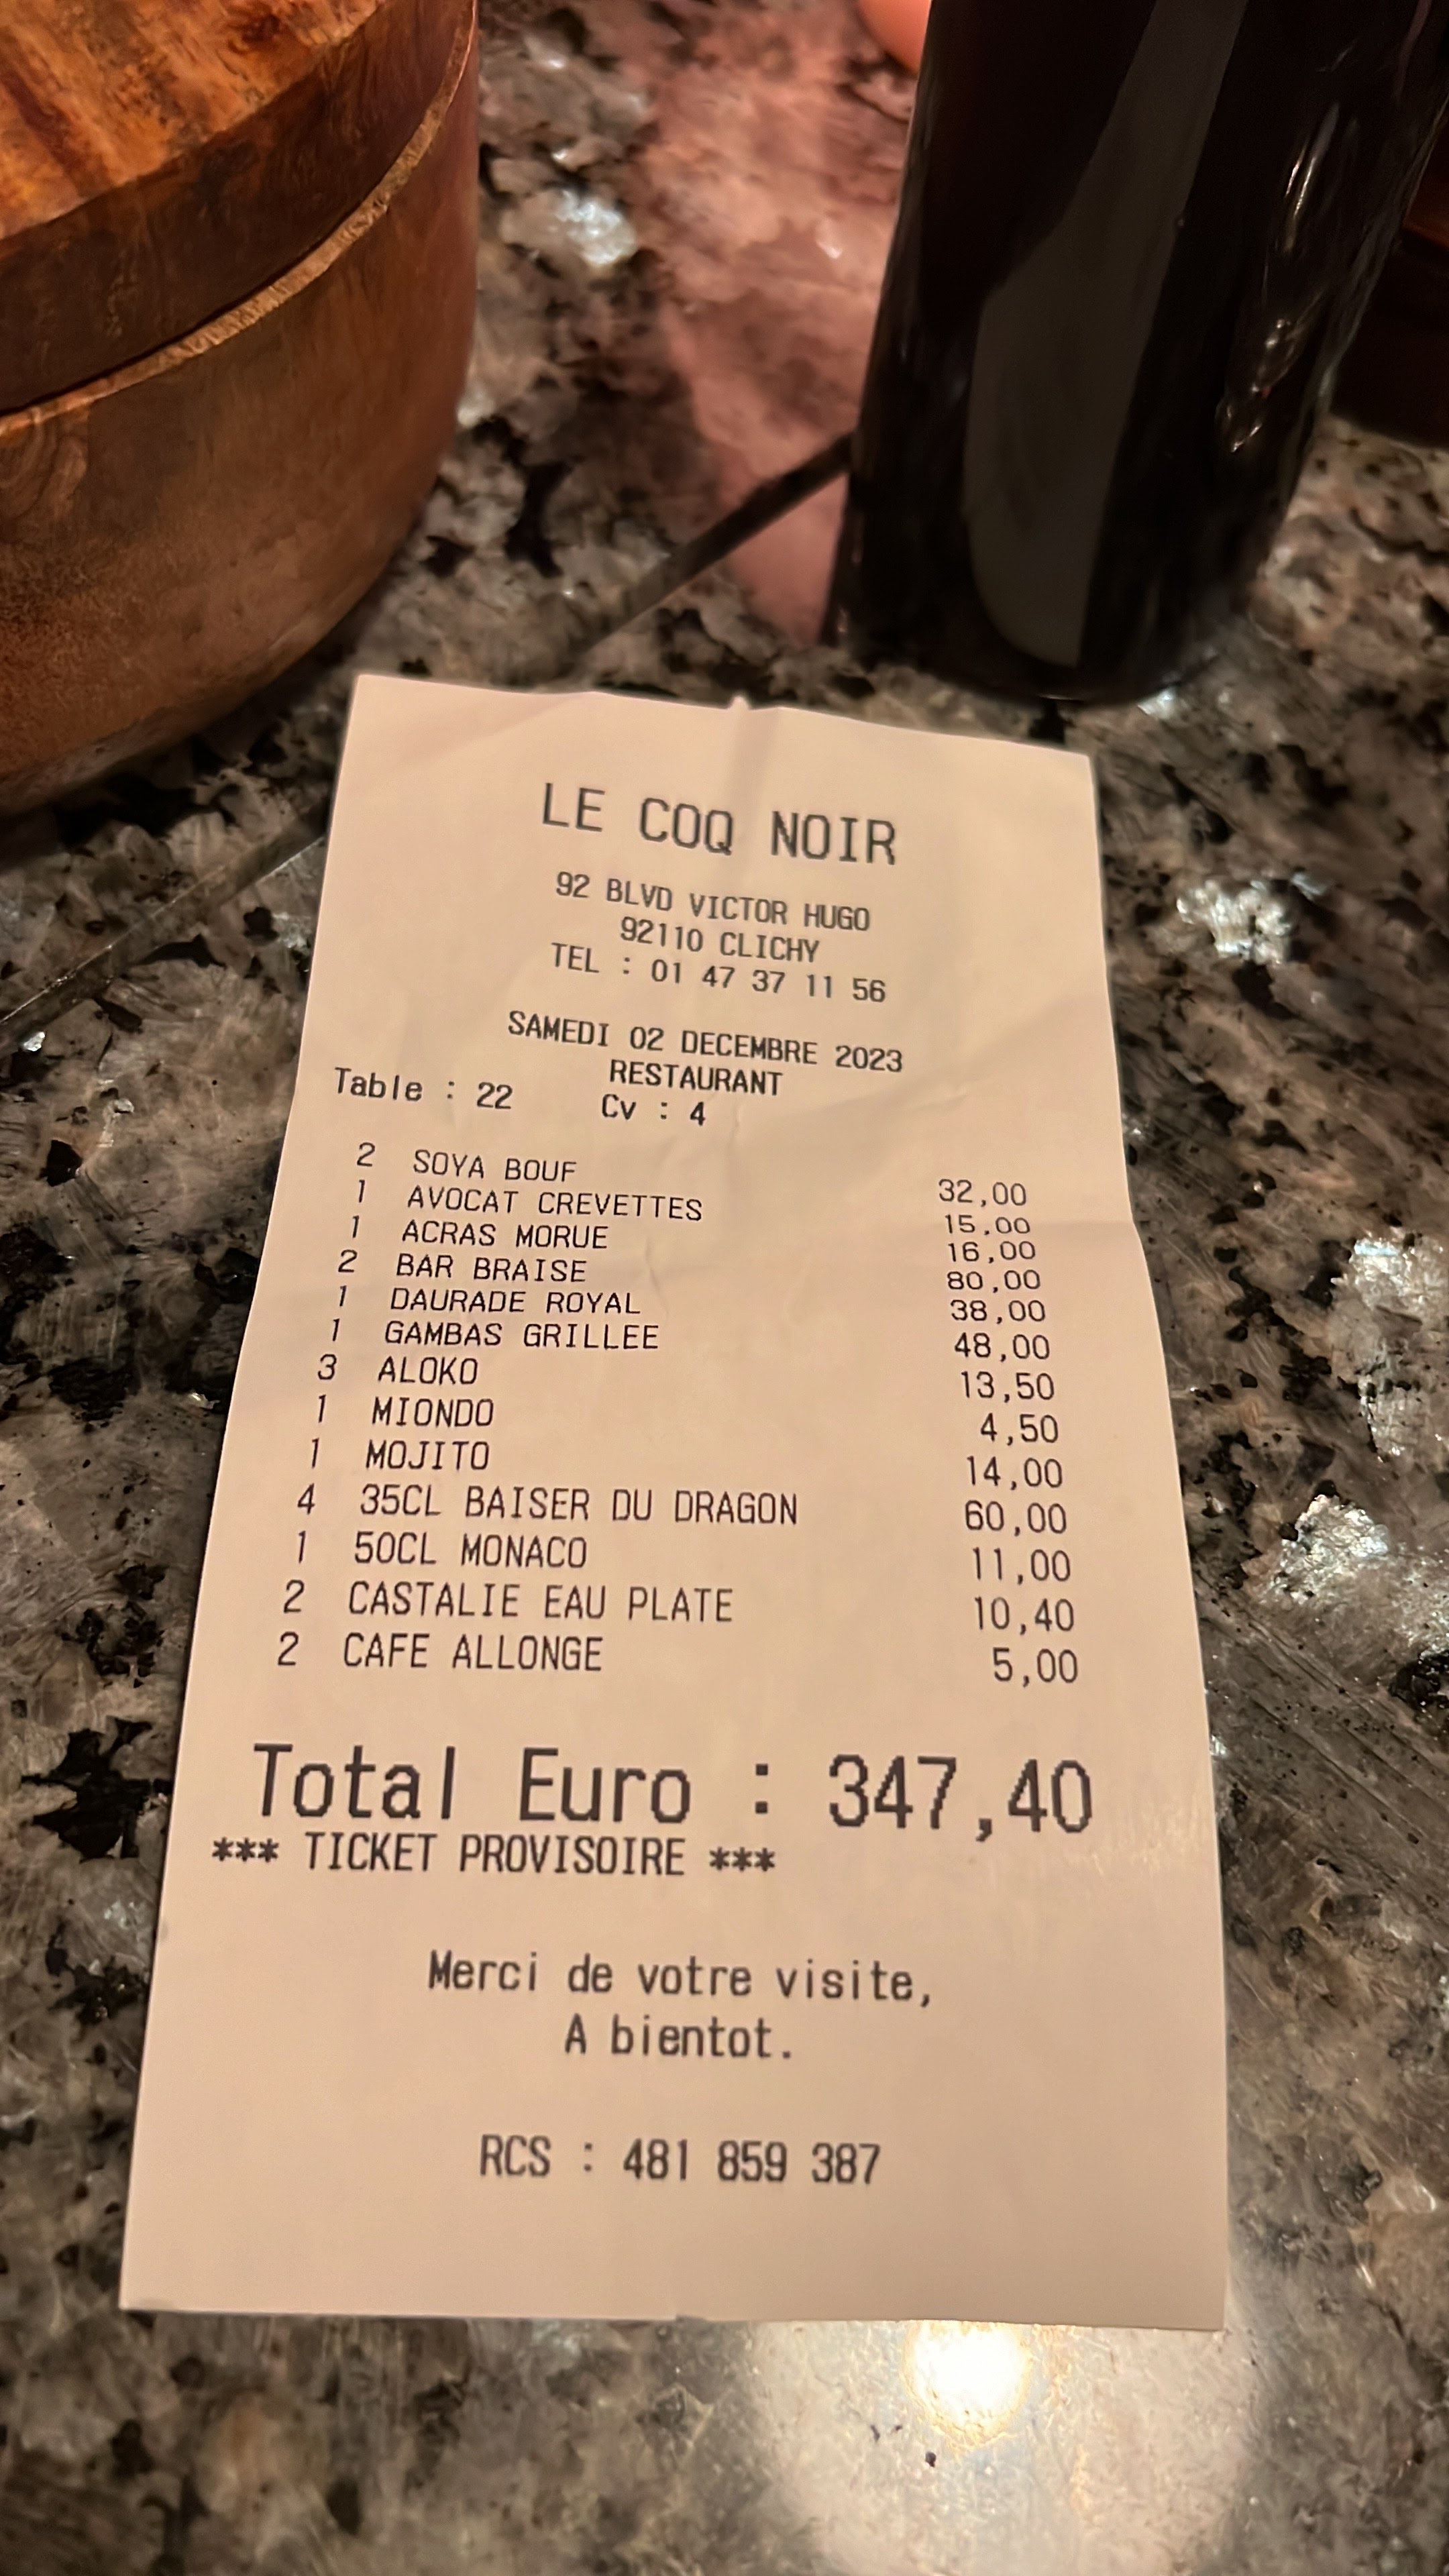 LE COQ NOIR
92 BLVD VICTOR HUGO
92110 CLICHY
TEL : 01 47 37 11 56
SAMEDI 02 DECEMBRE 2023
RESTAURANT
Table : 22 Cv : 4
2 SOYA BOUF 32,00
1 AVOCAT CREVETTES 15,00
1 ACRAS MORUE 16,00
2 BAR BRAISE 80,00
1 DAURADE ROYAL 38,00
1 GAMBAS GRILLEE 48,00
3 ALOKO 13,50
1 MIONDO 4,50
1 MOJITO 14,00
4 35CL BAISER DU DRAGON 60,00
1 50CL MONACO 11,00
2 CASTALIE EAU PLATE 10,40
2 CAFE ALLONGE 5,00
Total Euro : 347,40
*** TICKET PROVISOIRE ***
Merci de votre visite,
A bientot.
RCS : 481 859 387